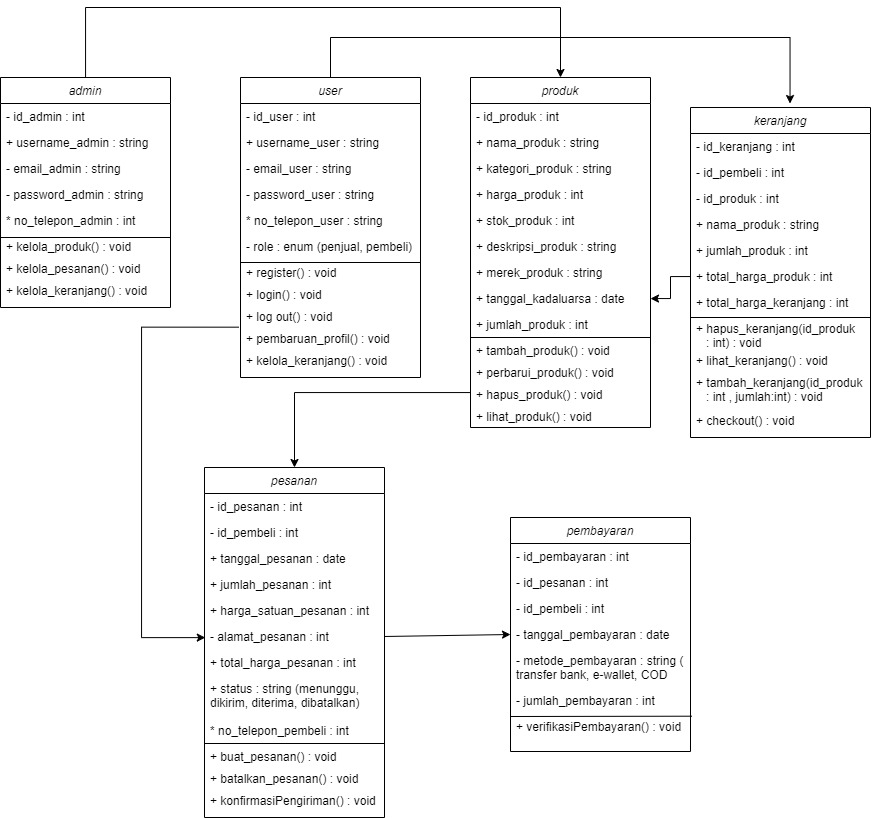 admin
- id_admin : int
+ username_admin : string
- email_admin : string
- password_admin : string
* no_telepon_admin : int
+ kelola_produk() : void
+ kelola_pesanan() : void
+ kelola_keranjang() : void
user
- id_user : int
+ username_user : string
- email_user : string
- password_user : string
* no_telepon_user : string
- role : enum (penjual, pembeli)
+ register() : void
+ login() : void
+ log out() : void
+ pembaruan_profil() : void
+ kelola_keranjang() : void
produk
- id_produk : int
+ nama_produk : string
+ kategori_produk : string
+ harga_produk : int
+ stok_produk : int
+ deskripsi_produk : string
+ merek_produk : string
+ tanggal_kadaluarsa : date
+ jumlah_produk : int
+ tambah_produk() : void
+ perbarui_produk() : void
+ hapus_produk() : void
+ lihat_produk() : void
keranjang
- id_keranjang : int
- id_pembeli : int
- id_produk : int
+ nama_produk : string
+ jumlah_produk : int
+ total_harga_produk : int
+ total_harga_keranjang : int
+ hapus_keranjang(id_produk
: int) : void
+ lihat_keranjang() : void
+ tambah_keranjang(id_produk
: int , jumlah:int) : void
+ checkout() : void
pesanan
- id_pesanan : int
- id_pembeli : int
+ tanggal_pesanan : date
+ jumlah_pesanan : int
+ harga_satuan_pesanan : int
- alamat_pesanan : int
+ total_harga_pesanan : int
+ status : string (menunggu,
dikirim, diterima, dibatalkan)
* no_telepon_pembeli : int
+ buat_pesanan() : void
+ batalkan_pesanan() : void
+ konfirmasiPengiriman() : void
pembayaran
- id_pembayaran : int
- id_pesanan : int
- id_pembeli : int
- tanggal_pembayaran : date
- metode_pembayaran : string (
transfer bank, e-wallet, COD
- jumlah_pembayaran : int
+ verifikasiPembayaran() : void